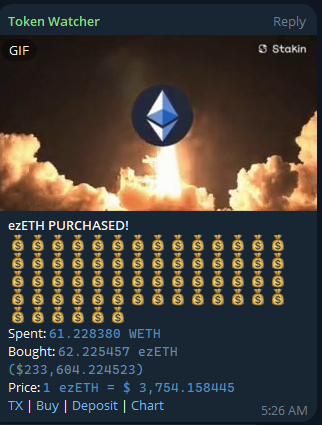 Token Watcher
Reply
GIF
Stakin
ezETH PURCHASED!
Spent: 61.228380 WETH
Bought: 62.225457 ezETH
($233,604.224523)
Price: 1 ezETH = $ 3,754.158445
TX | Buy | Deposit | Chart
5:26 AM